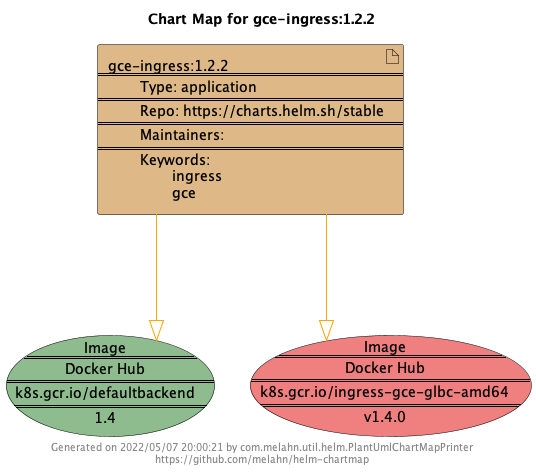 Chart Map for gce-ingress:1.2.2
gce-ingress:1.2.2
Type: application
Repo: https://charts.helm.sh/stable
Maintainers:
Keywords:
ingress
gce
Image
Docker Hub
k8s.gcr.io/defaultbackend
1.4
Image
Docker Hub
k8s.gcr.io/ingress-gce-glbc-amd64
v1.4.0
Generated on 2022/05/07 20:00:21 by com.melahn.util.helm.PlantUmlChartMapPrinter
https://github.com/melahn/helm-chartmap